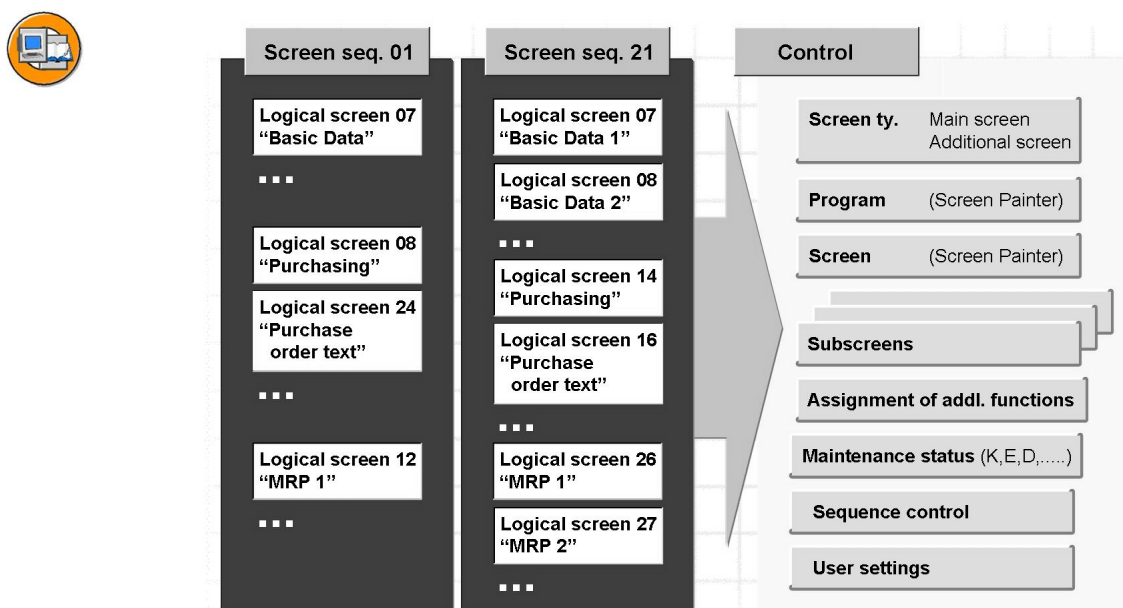 Screen seq. 01
Logical screen 07
“Basic Data”
...
Logical screen 08
“Purchasing”
Logical screen 24
“Purchase
order text”
...
Logical screen 12
“MRP 1”
...
Screen seq. 21
Logical screen 07
“Basic Data 1”
Logical screen 08
“Basic Data 2”
...
Logical screen 14
“Purchasing”
Logical screen 16
“Purchase
order text”
...
Logical screen 26
“MRP 1”
Logical screen 27
“MRP 2”
...
Control
Screen ty. Main screen
Additional screen
Program (Screen Painter)
Screen (Screen Painter)
Subscreens
Assignment of addl. functions
Maintenance status (K,E,D,.....)
Sequence control
User settings